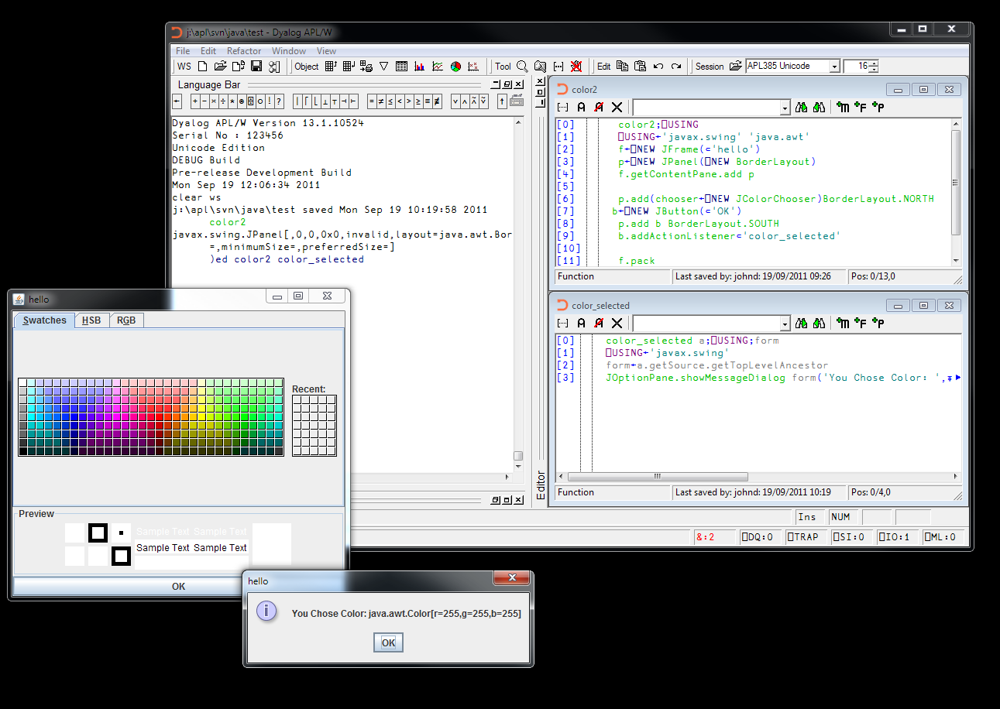 j:\apl\svn\java\test - Dyalog APL/W
File Edit Refactor Window View
WS Object Tool Edit Session APL385 Unicode 16
Language Bar
← + - × ÷ * ⍟ ⌹ ○ ! ? | ⌈ ⌊ ⊥ ⊤ ⊣ ⊢ = ≠ ≤ < > ≥ ≡ ≢ ∨ ∧ ⍲ ⍱ ↑
Dyalog APL/W Version 13.1.10524
Serial No : 123456
Unicode Edition
DEBUG Build
Pre-release Development Build
Mon Sep 19 12:06:34 2011
clear ws
j:\apl\svn\java\test saved Mon Sep 19 10:19:58 2011
color2
javax.swing.JPanel[,0,0,0x0,invalid,layout=java.awt.Bor
=,minimumSize=,preferredSize=]
)ed color2 color_selected
Editor
color2
[0] color2;⎕USING
[1] ⎕USING←'javax.swing' 'java.awt'
[2] f←⎕NEW JFrame(⊂'hello')
[3] p←⎕NEW JPanel(⎕NEW BorderLayout)
[4] f.getContentPane.add p
[5]
[6] p.add(chooser←⎕NEW JColorChooser)BorderLayout.NORTH
[7] b←⎕NEW JButton(⊂'OK')
[8] p.add b BorderLayout.SOUTH
[9] b.addActionListener⊂'color_selected'
[10]
[11] f.pack
Function Last saved by: johnd: 19/09/2011 09:26 Pos: 0/13,0
color_selected
[0] color_selected a;⎕USING;form
[1] ⎕USING←'javax.swing'
[2] form←a.getSource.getTopLevelAncestor
[3] JOptionPane.showMessageDialog form('You Chose Color: ',⍕
Function Last saved by: johnd: 19/09/2011 10:19 Pos: 0/4,0
Ins NUM
&:2 ⎕DQ:0 ⎕TRAP ⎕SI:0 ⎕IO:1 ⎕ML:0
hello
Swatches HSB RGB
Recent:
Preview
Sample Text Sample Text
Sample Text Sample Text
OK
hello
You Chose Color: java.awt.Color[r=255,g=255,b=255]
OK